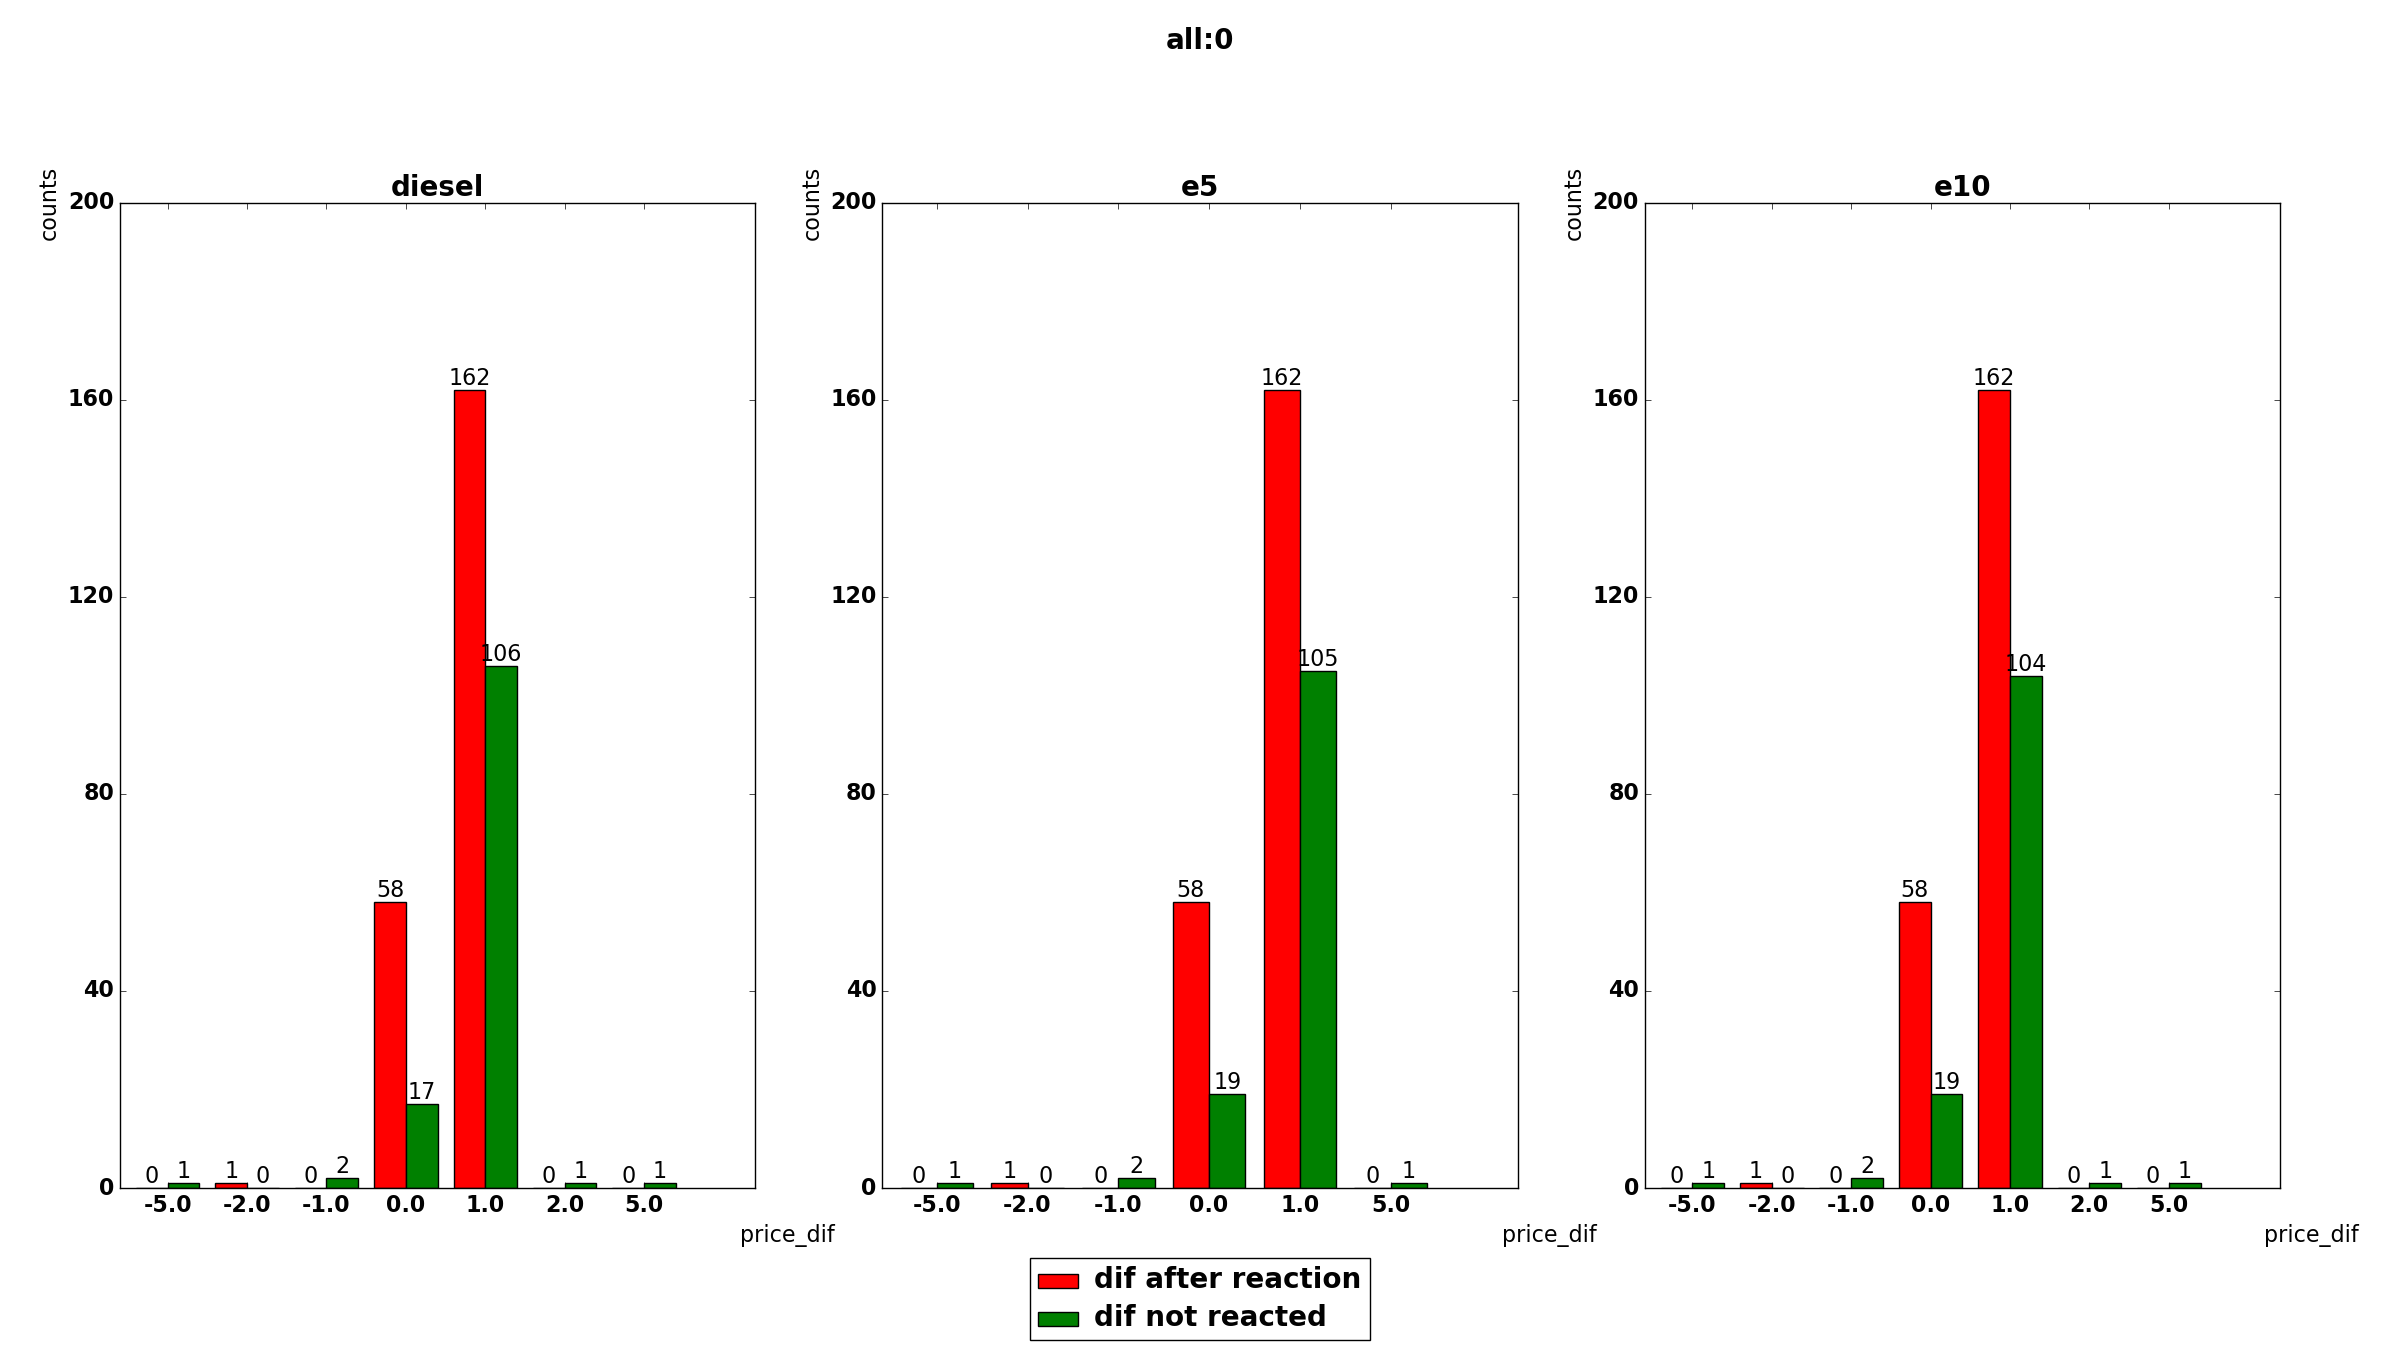 all:0
diesel
e5
e10
counts
counts
counts
200
160
120
80
40
0
0 1 1 0 0 2 58 17 162 106 0 1 0 1
-5.0 -2.0 -1.0 0.0 1.0 2.0 5.0
price_dif
200
160
120
80
40
0
0 1 1 0 0 2 58 19 162 105 0 1
-5.0 -2.0 -1.0 0.0 1.0 5.0
price_dif
200
160
120
80
40
0
0 1 1 0 0 2 58 19 162 104 0 1 0 1
-5.0 -2.0 -1.0 0.0 1.0 2.0 5.0
price_dif
dif after reaction
dif not reacted